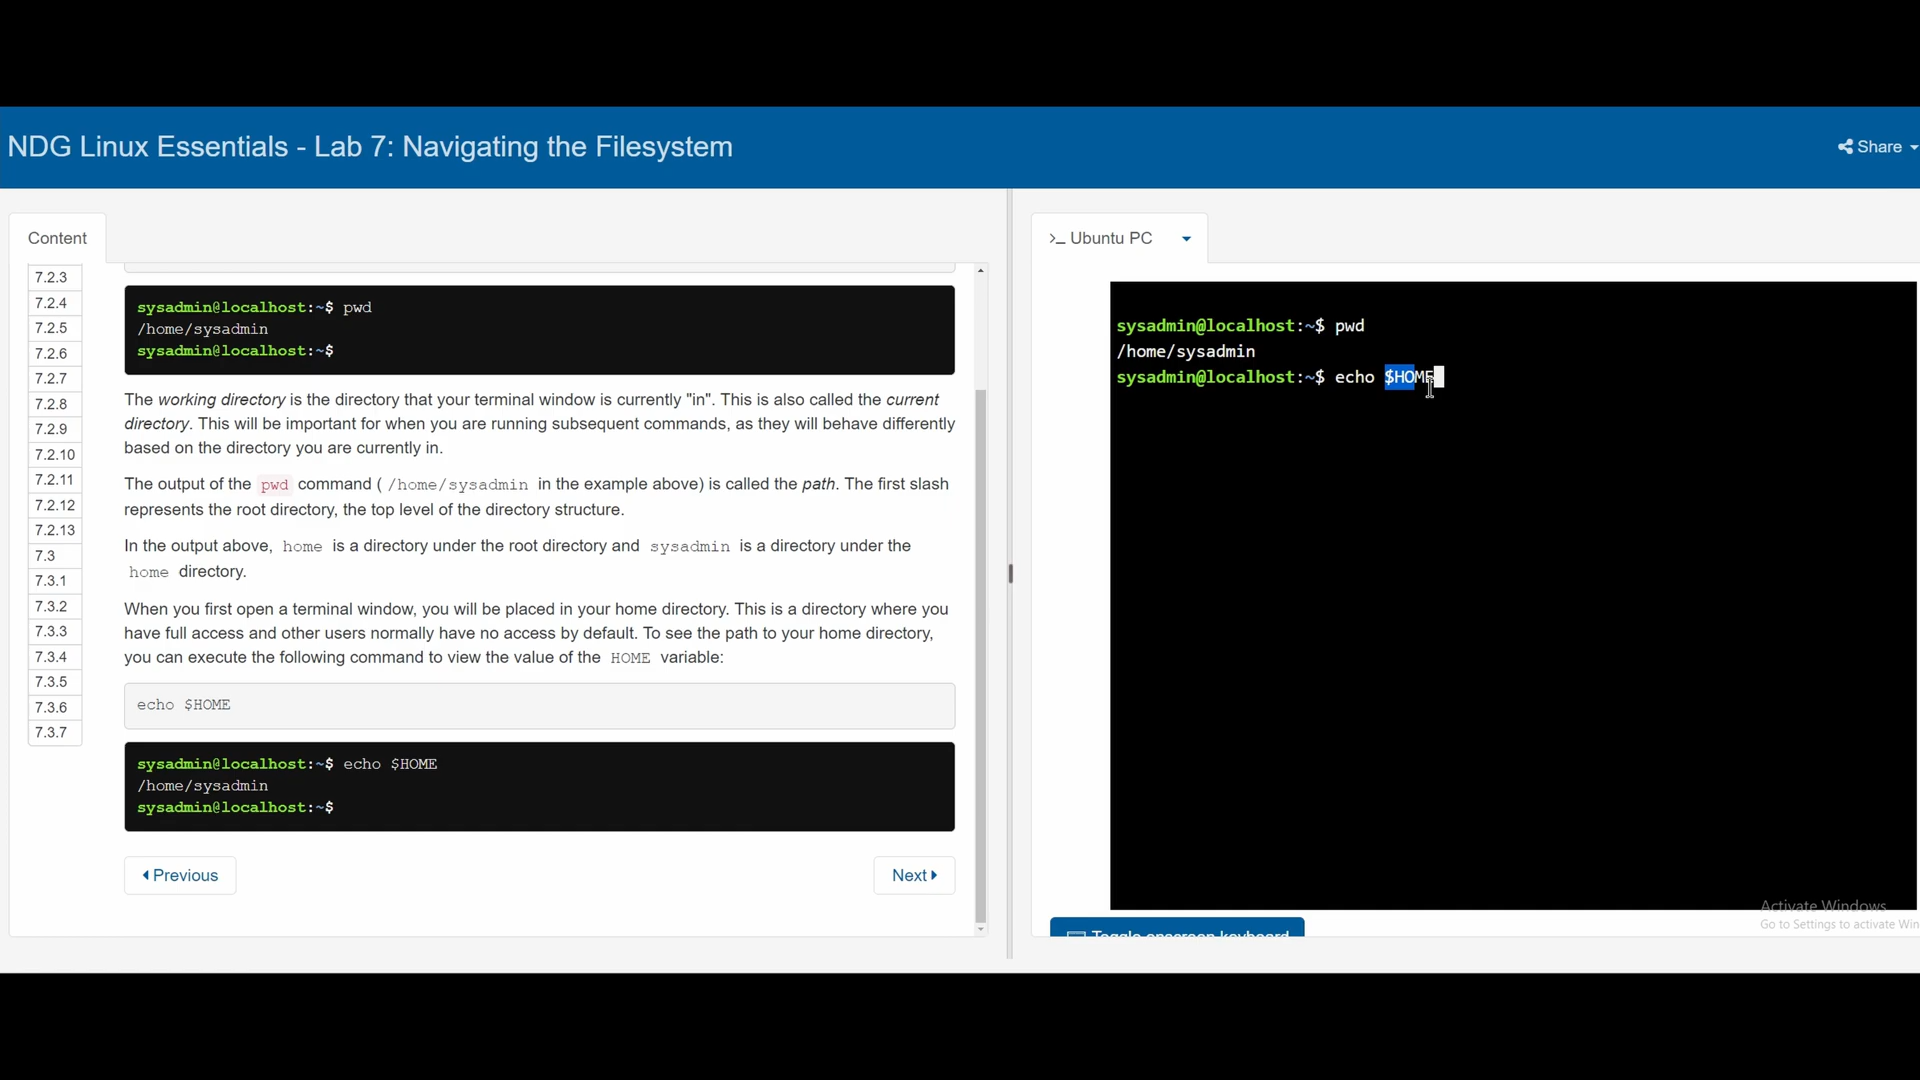 NDG Linux Essentials - Lab 7: Navigating the Filesystem
Share
Content
7.2.3
7.2.4
7.2.5
7.2.6
7.2.7
7.2.8
7.2.9
7.2.10
7.2.11
7.2.12
7.2.13
7.3
7.3.1
7.3.2
7.3.3
7.3.4
7.3.5
7.3.6
7.3.7
sysadmin@localhost:~$ pwd
/home/sysadmin
sysadmin@localhost:~$
The working directory is the directory that your terminal window is currently "in". This is also called the current
directory. This will be important for when you are running subsequent commands, as they will behave differently
based on the directory you are currently in.
The output of the pwd command ( /home/sysadmin in the example above) is called the path. The first slash
represents the root directory, the top level of the directory structure.
In the output above, home is a directory under the root directory and sysadmin is a directory under the
home directory.
When you first open a terminal window, you will be placed in your home directory. This is a directory where you
have full access and other users normally have no access by default. To see the path to your home directory,
you can execute the following command to view the value of the HOME variable:
echo $HOME
sysadmin@localhost:~$ echo $HOME
/home/sysadmin
sysadmin@localhost:~$
Previous
Next
>_ Ubuntu PC
sysadmin@localhost:~$ pwd
/home/sysadmin
sysadmin@localhost:~$ echo $HOME
Activate Windows
Go to Settings to activate Win
Toggle onscreen keyboard